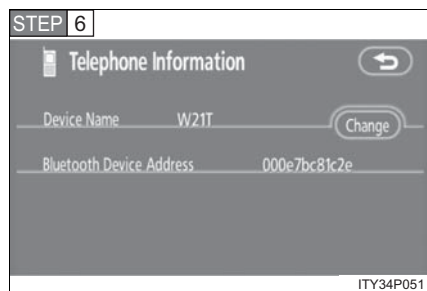 STEP 6
Telephone Information
Device Name W21T Change
Bluetooth Device Address 000e7bc81c2e
ITY34P051